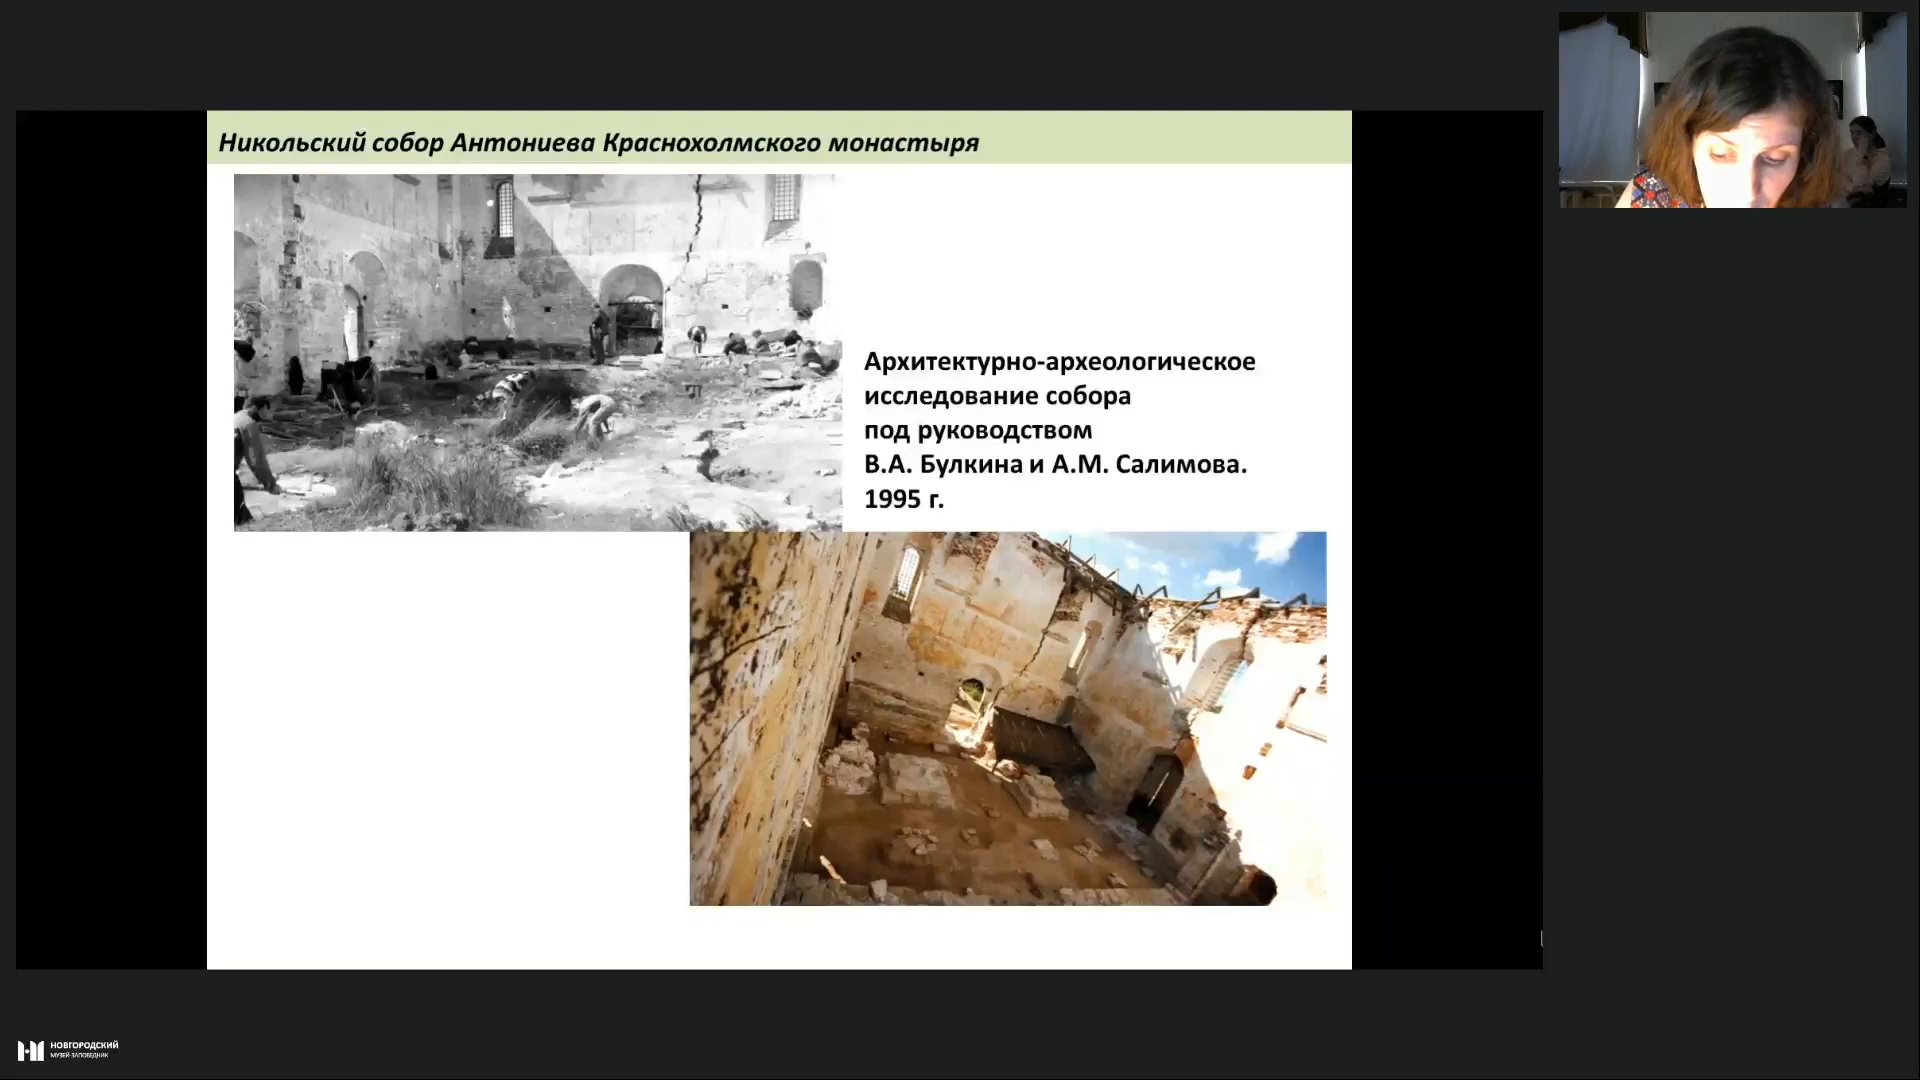 Никольский собор Антониева Краснохолмского монастыря
Архитектурно-археологическое
исследование собора
под руководством
В.А. Булкина и А.М. Салимова.
1995 г.
НОВГОРОДСКИЙ
МУЗЕЙ-ЗАПОВЕДНИК